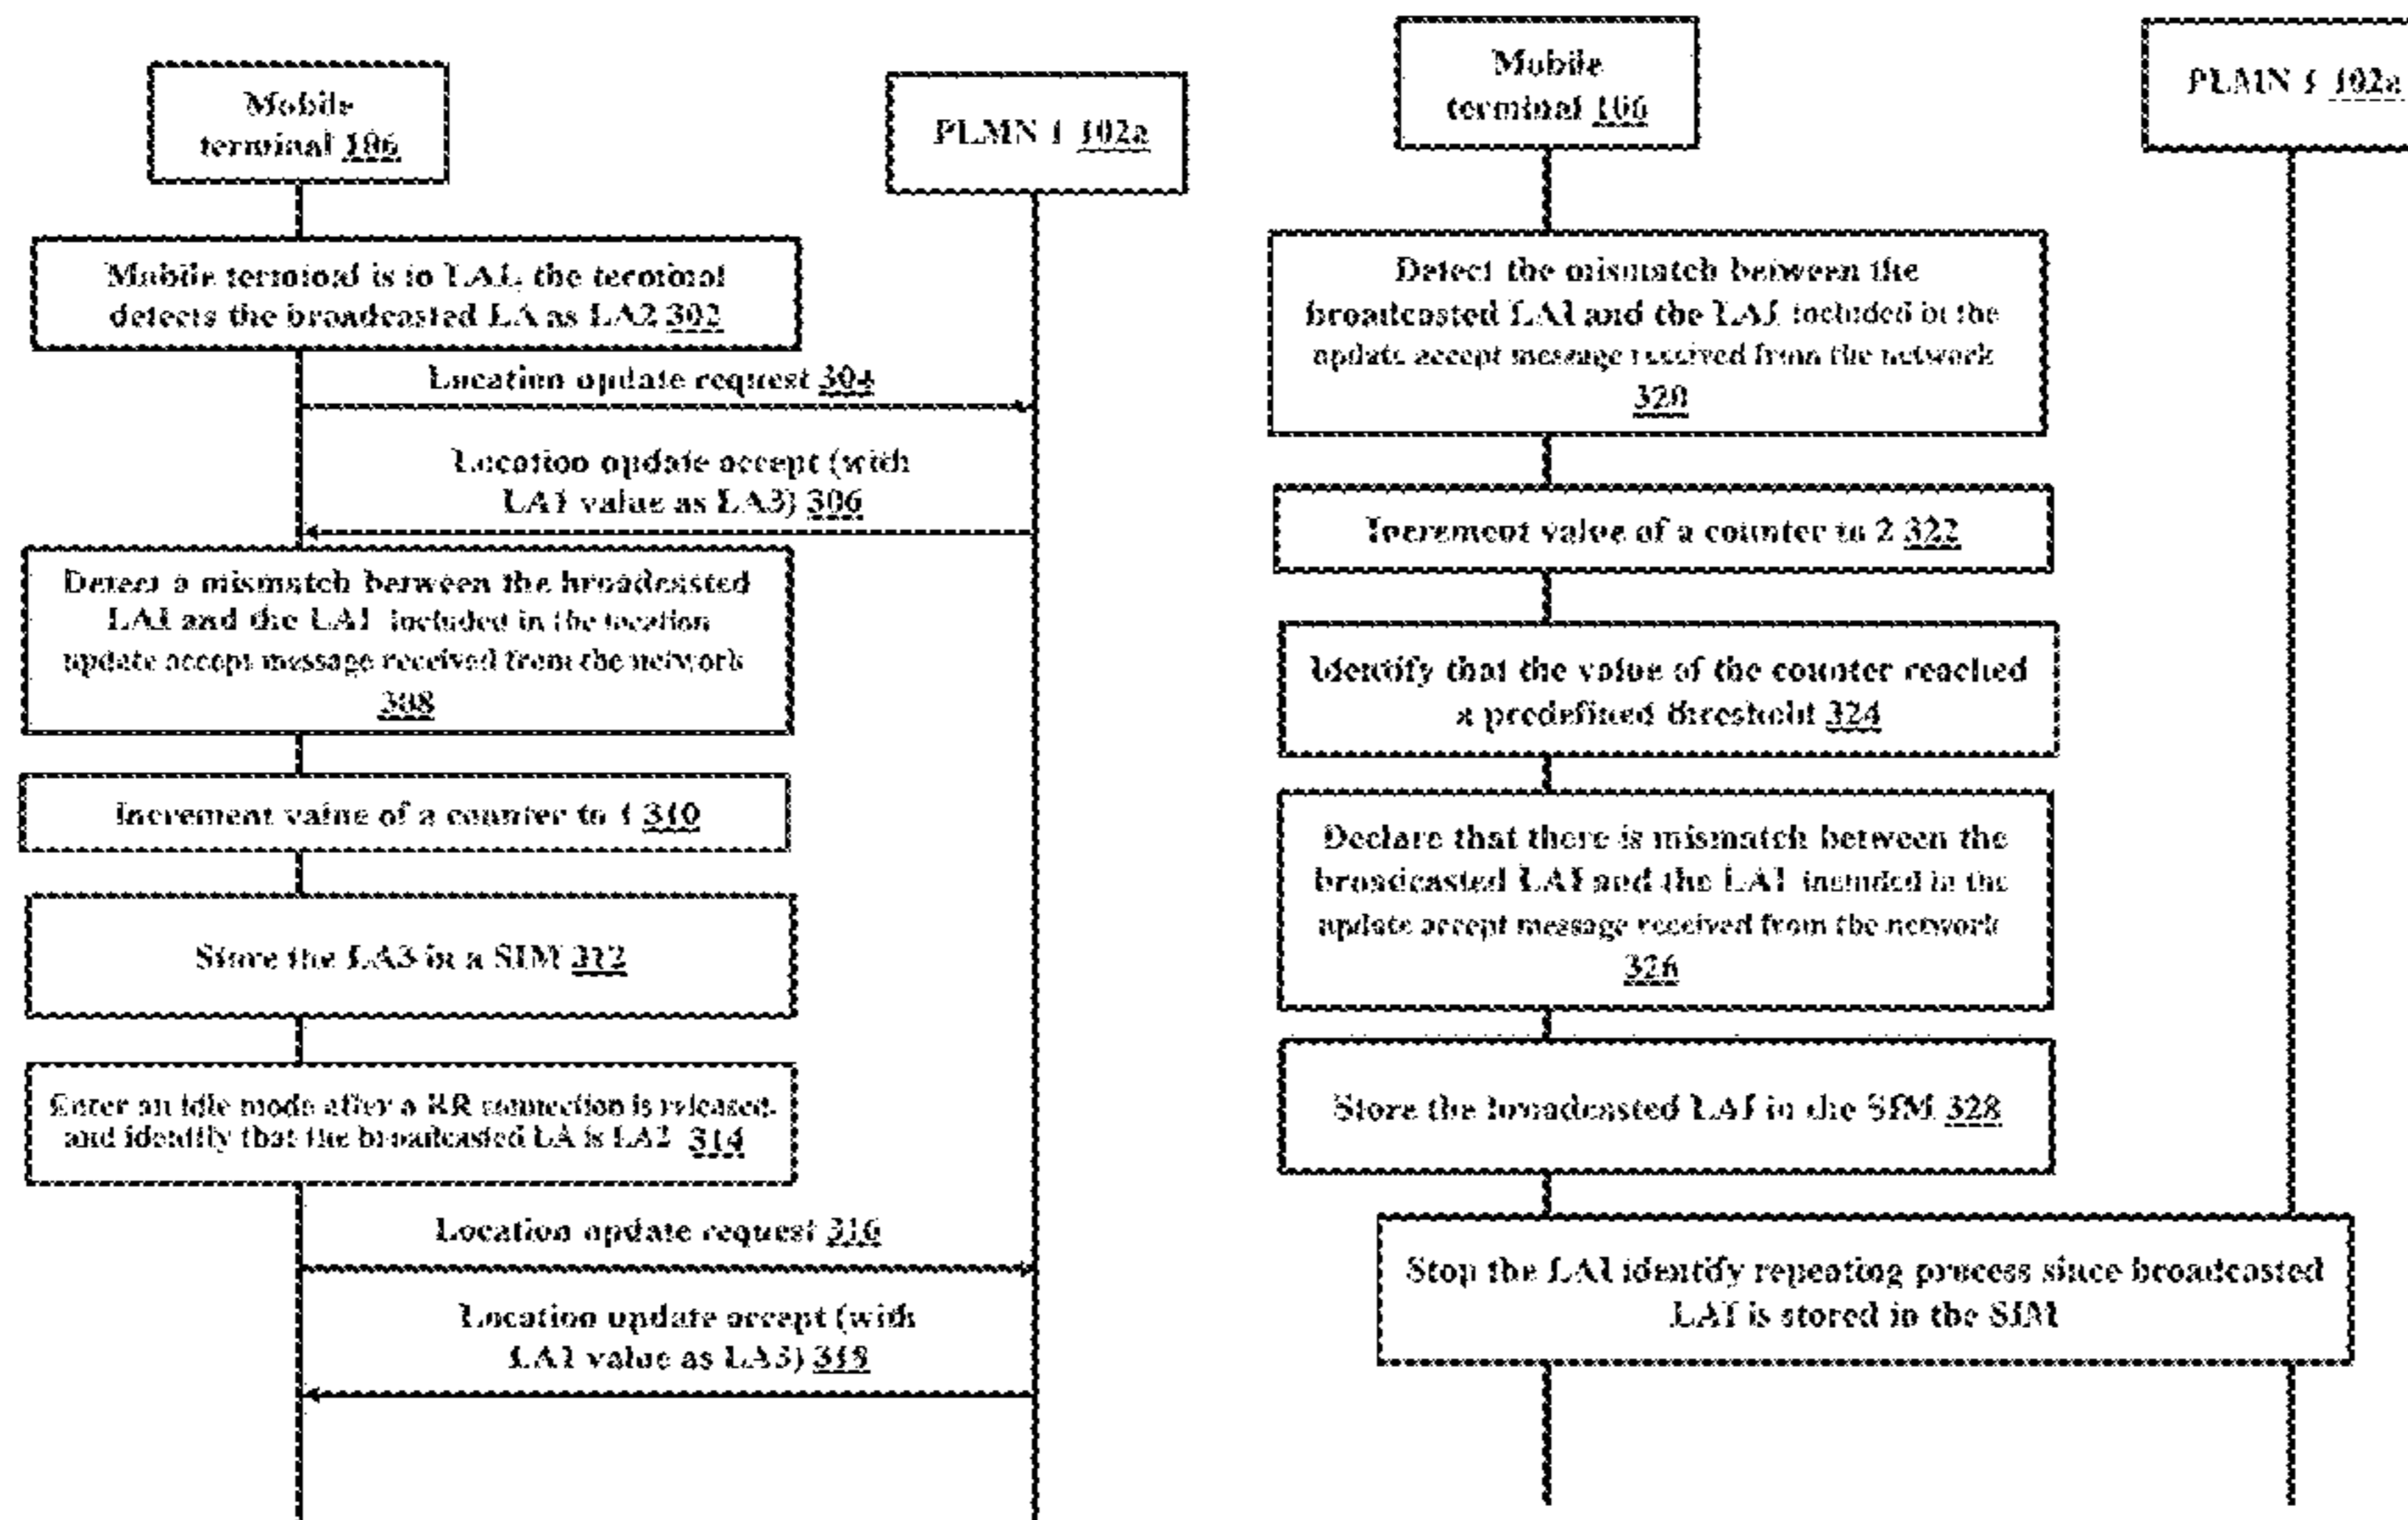 Mobile
terminal 106
PLMN 1 102a
Mobile terminal is in LA1, the terminal
detects the broadcasted LA as LA2 302
Location update request 304
Location update accept (with
LAI value as LA3) 306
Detect a mismatch between the broadcasted
LAI and the LAI included in the location
update accept message received from the network
308
Increment value of a counter to 1 310
Store the LA3 in a SIM 312
Enter an idle mode after a RR connection is released,
and identify that the broadcasted LA is LA2 314
Location update request 316
Location update accept (with
LAI value as LA3) 318
Mobile
terminal 106
PLMN 1 102a
Detect the mismatch between the
broadcasted LAI and the LAI included in the
update accept message received from the network
320
Increment value of a counter to 2 322
Identify that the value of the counter reached
a predefined threshold 324
Declare that there is mismatch between the
broadcasted LAI and the LAI included in the
update accept message received from the network
326
Store the broadcasted LAI in the SIM 328
Stop the LAI identify repeating process since broadcasted
LAI is stored in the SIM